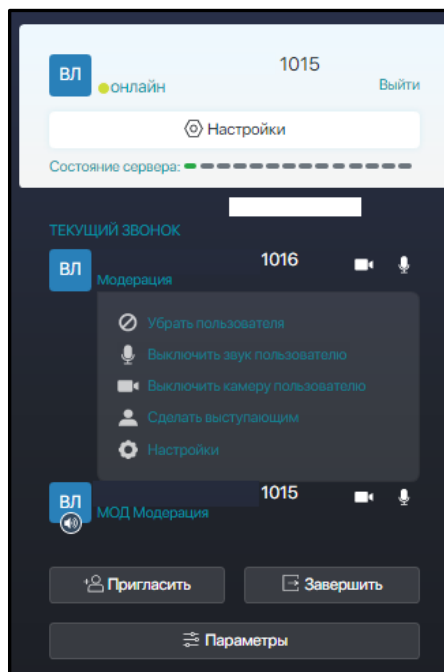 ВЛ
1015
онлайн
Выйти
Настройки
Состояние сервера:
ТЕКУЩИЙ ЗВОНОК
ВЛ
1016
Модерация
Убрать пользователя
Выключить звук пользователю
Выключить камеру пользователю
Сделать выступающим
Настройки
ВЛ
1015
МОД Модерация
Пригласить
Завершить
Параметры